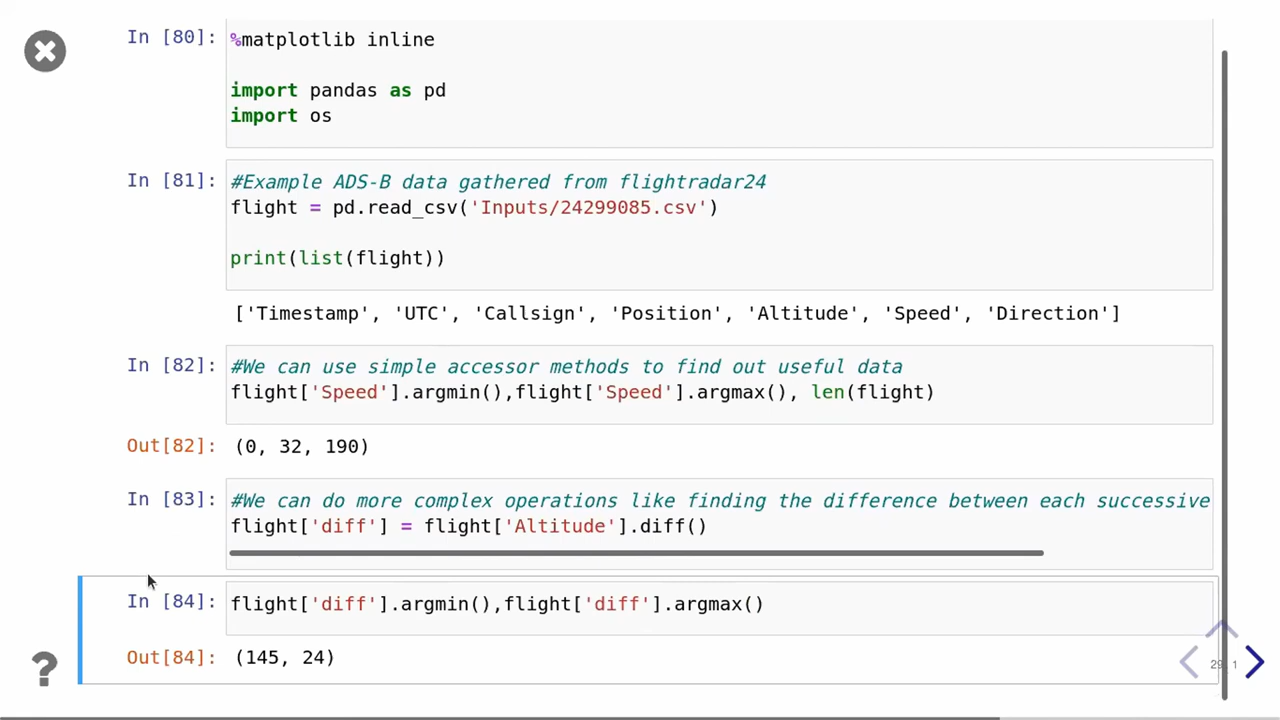 In [80]: %matplotlib inline
import pandas as pd
import os
In [81]: #Example ADS-B data gathered from flightradar24
flight = pd.read_csv('Inputs/24299085.csv')
print(list(flight))
['Timestamp', 'UTC', 'Callsign', 'Position', 'Altitude', 'Speed', 'Direction']
In [82]: #We can use simple accessor methods to find out useful data
flight['Speed'].argmin(),flight['Speed'].argmax(), len(flight)
Out[82]: (0, 32, 190)
In [83]: #We can do more complex operations like finding the difference between each successive
flight['diff'] = flight['Altitude'].diff()
In [84]: flight['diff'].argmin(),flight['diff'].argmax()
Out[84]: (145, 24)
?